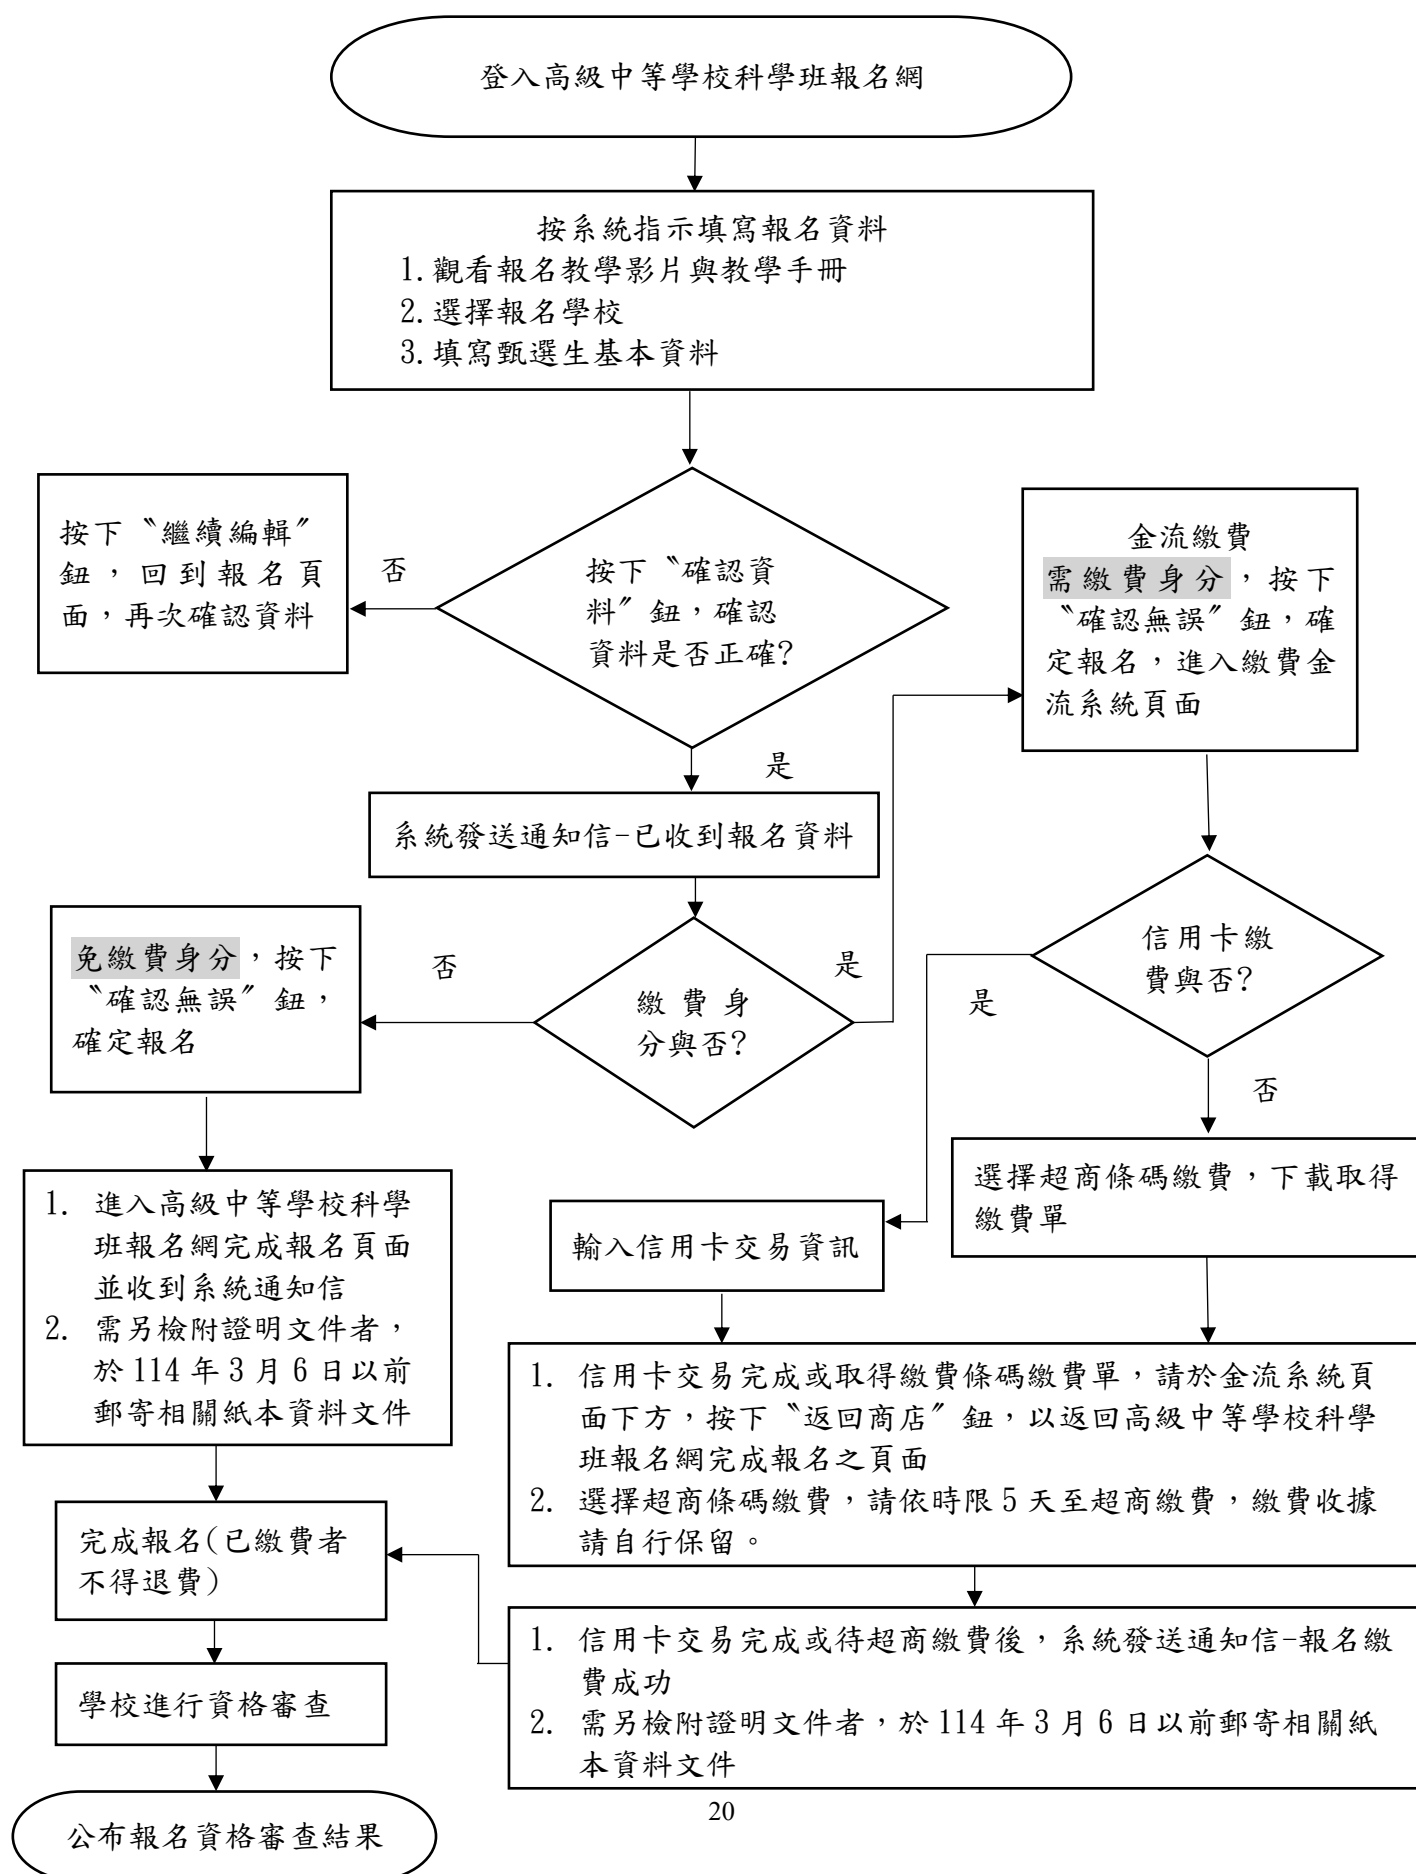 登入高級中等學校科學班報名網
按系統指示填寫報名資料
1.觀看報名教學影片與教學手冊
2.選擇報名學校
3.填寫甄選生基本資料
按下〝繼續編輯〞
鈕，回到報名頁
面，再次確認資料
否
按下〝確認資
料〞鈕，確認
資料是否正確?
是
金流繳費
需繳費身分，按下
〝確認無誤〞鈕，確
定報名，進入繳費金
流系統頁面
系統發送通知信-已收到報名資料
免繳費身分，按下
〝確認無誤〞鈕，
確定報名
否
繳費身
分與否?
是
信用卡繳
費與否?
是
否
選擇超商條碼繳費，下載取得
繳費單
輸入信用卡交易資訊
1. 進入高級中等學校科學
班報名網完成報名頁面
並收到系統通知信
2. 需另檢附證明文件者，
於114年3月6日以前
郵寄相關紙本資料文件
1. 信用卡交易完成或取得繳費條碼繳費單，請於金流系統頁
面下方，按下〝返回商店〞鈕，以返回高級中等學校科學
班報名網完成報名之頁面
2. 選擇超商條碼繳費，請依時限5天至超商繳費，繳費收據
請自行保留。
完成報名(已繳費者
不得退費)
1. 信用卡交易完成或待超商繳費後，系統發送通知信-報名繳
費成功
2. 需另檢附證明文件者，於114年3月6日以前郵寄相關紙
本資料文件
學校進行資格審查
公布報名資格審查結果
20